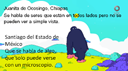 Juanita de Ocosingo, Chiapas
Se habla de seres que están en todos lados pero no se
pueden ver a simple vista.
Santiago del Estado de
México
Que se habla de algo
que solo puede verse
con un microscopio.